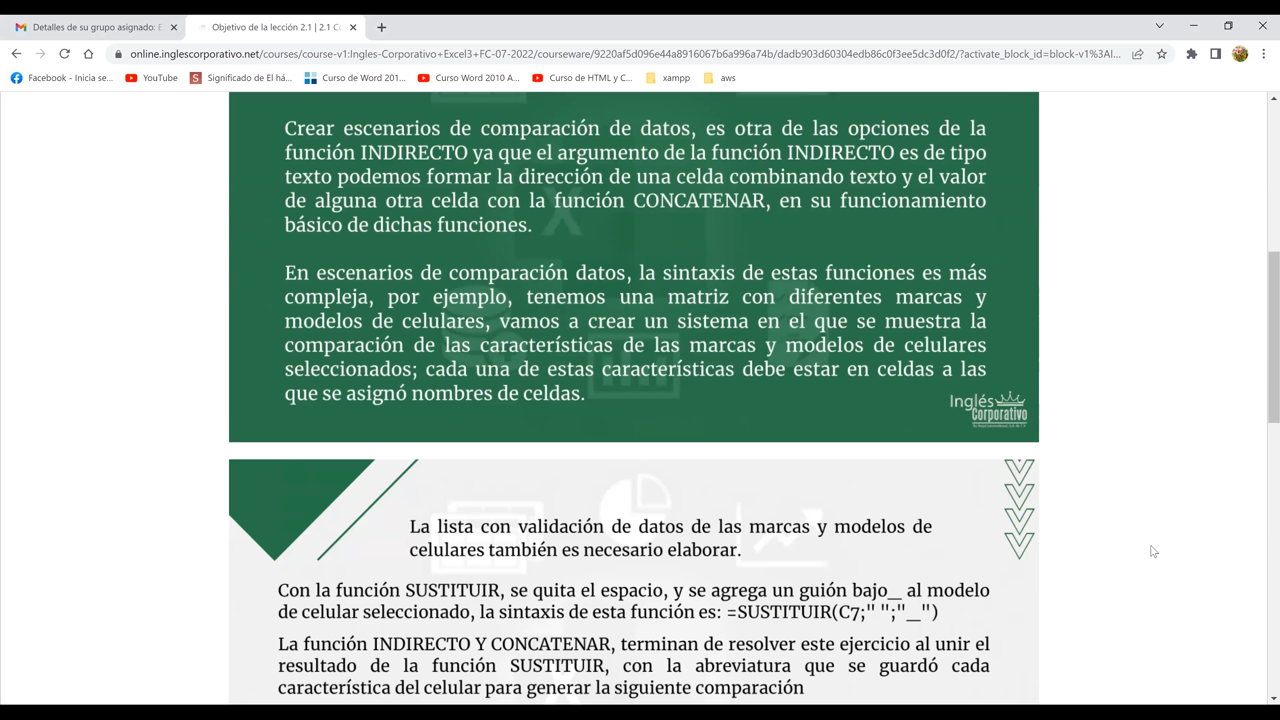 Detalles de su grupo asignado: E
Objetivo de la lección 2.1 | 2.1 Co
online.inglescorporativo.net/courses/course-v1:Ingles-Corporativo+Excel3+FC-07-2022/courseware/9220af5d096e44a8916067b6a996a74b/dadb903d60304edb86c0f3ee5dc3d0f2/?activate_block_id=block-v1%3AI...
Facebook - Inicia se...
YouTube
Significado de El há...
Curso de Word 201...
Curso Word 2010 A...
Curso de HTML y C...
xampp
aws
Crear escenarios de comparación de datos, es otra de las opciones de la
función INDIRECTO ya que el argumento de la función INDIRECTO es de tipo
texto podemos formar la dirección de una celda combinando texto y el valor
de alguna otra celda con la función CONCATENAR, en su funcionamiento
básico de dichas funciones.
En escenarios de comparación datos, la sintaxis de estas funciones es más
compleja, por ejemplo, tenemos una matriz con diferentes marcas y
modelos de celulares, vamos a crear un sistema en el que se muestra la
comparación de las características de las marcas y modelos de celulares
seleccionados; cada una de estas características debe estar en celdas a las
que se asignó nombres de celdas.
Inglés
Corporativo
La lista con validación de datos de las marcas y modelos de
celulares también es necesario elaborar.
Con la función SUSTITUIR, se quita el espacio, y se agrega un guión bajo_ al modelo
de celular seleccionado, la sintaxis de esta función es: =SUSTITUIR(C7;" ";"_")
La función INDIRECTO Y CONCATENAR, terminan de resolver este ejercicio al unir el
resultado de la función SUSTITUIR, con la abreviatura que se guardó cada
característica del celular para generar la siguiente comparación